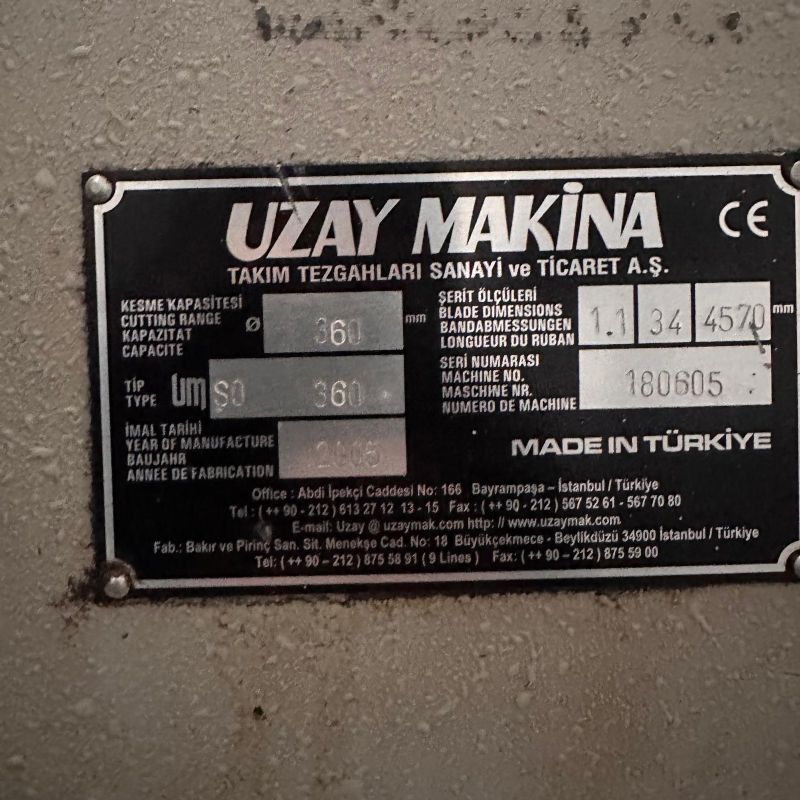 UZAY MAKİNA CE
TAKIM TEZGAHLARI SANAYİ ve TİCARET A.Ş.
KESME KAPASİTESİ
CUTTING RANGE
KAPAZITAT
CAPACITE
Ø 360 mm
ŞERİT ÖLÇÜLERİ
BLADE DIMENSIONS
BANDABMESSUNGEN
LONGUEUR DU RUBAN
1.1 34 4570 mm
TİP
TYPE
um SO 360
SERİ NUMARASI
MACHINE NO.
MASCHINE NR.
NUMERO DE MACHINE
180605
İMAL TARİHİ
YEAR OF MANUFACTURE
BAUJAHR
ANNEE DE FABRICATION
2005
MADE IN TÜRKİYE
Office : Abdi İpekçi Caddesi No: 166 Bayrampaşa – İstanbul / Türkiye
Tel : ( ++ 90 - 212 ) 613 27 12 13 - 15 Fax : ( ++ 90 - 212 ) 567 52 61 - 567 70 80
E-mail: Uzay @ uzaymak.com http: // www.uzaymak.com
Fab.: Bakır ve Pirinç San. Sit. Menekşe Cad. No: 18 Büyükçekmece - Beylikdüzü 34900 İstanbul / Türkiye
Tel: ( ++ 90 – 212 ) 875 58 91 ( 9 Lines ) Fax: ( ++ 90 – 212 ) 875 59 00